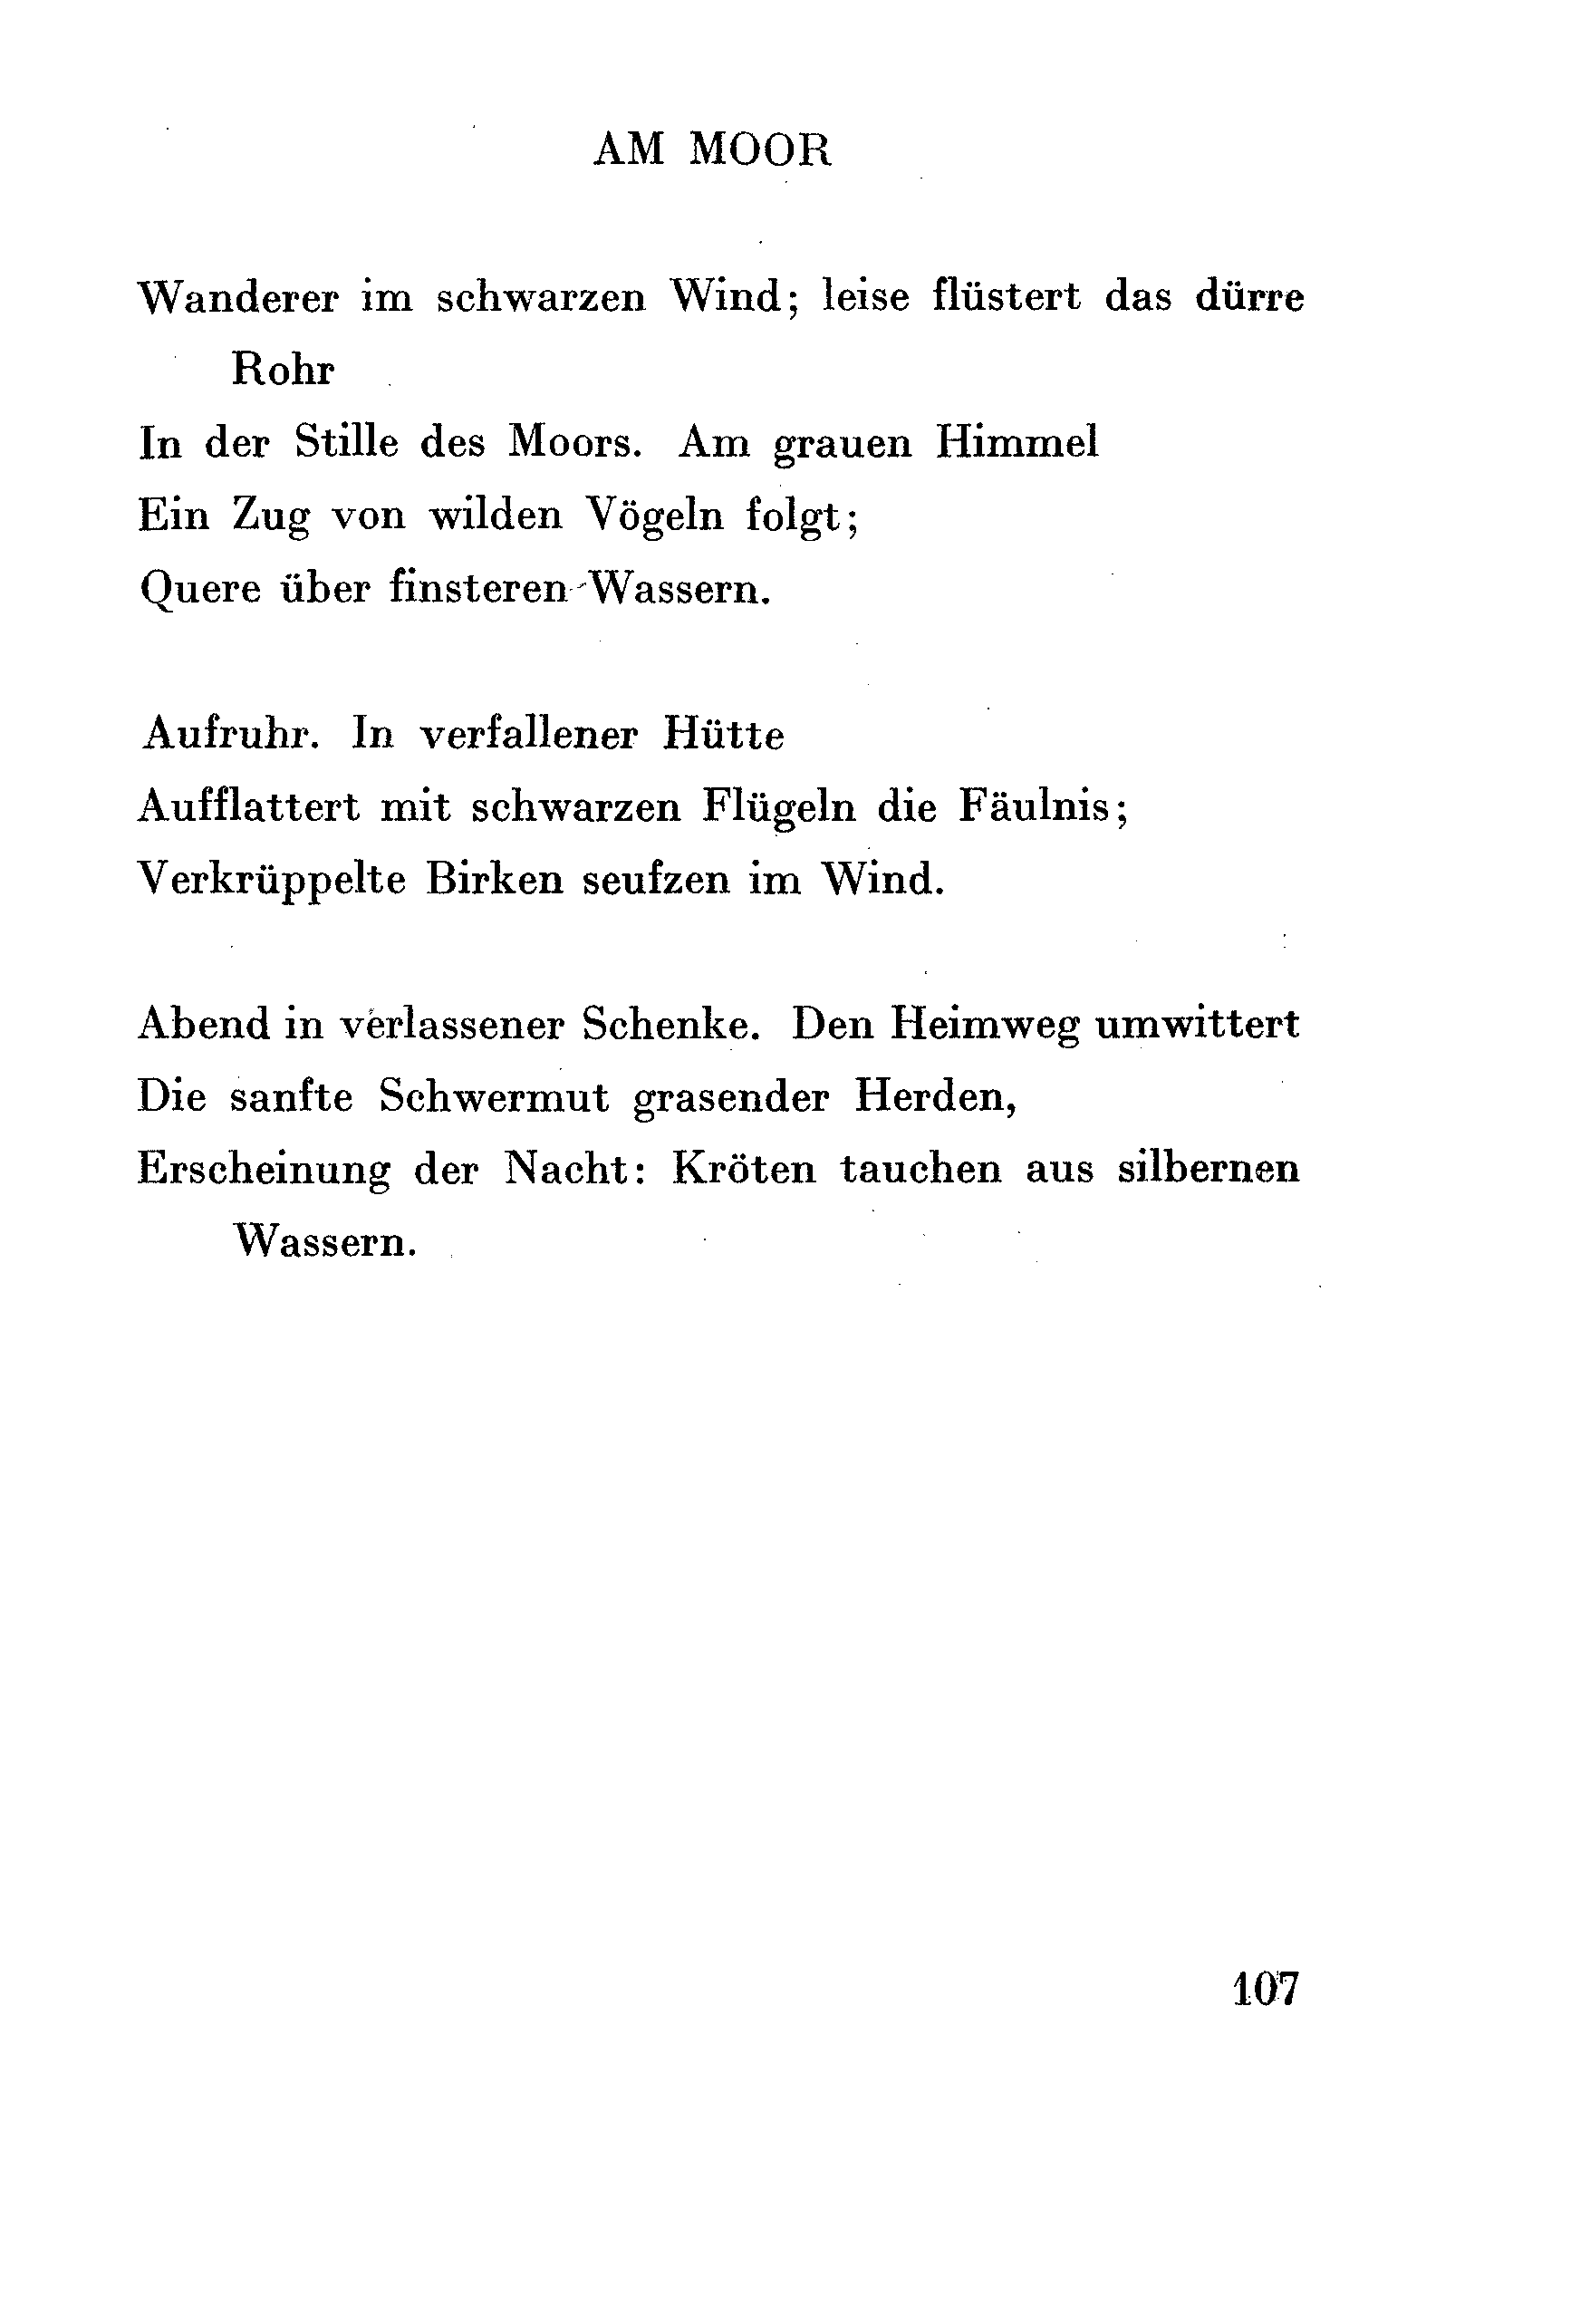 AM MOOR
Wanderer im schwarzen Wind; leise flüstert das dürre
Rohr
In der Stille des Moors. Am grauen Himmel
Ein Zug von wilden Vögeln folgt;
Quere über finsteren Wassern.
Aufruhr. In verfallener Hütte
Aufflattert mit schwarzen Flügeln die Fäulnis;
Verkrüppelte Birken seufzen im Wind.
Abend in verlassener Schenke. Den Heimweg umwittert
Die sanfte Schwermut grasender Herden,
Erscheinung der Nacht: Kröten tauchen aus silbernen
Wassern.
107